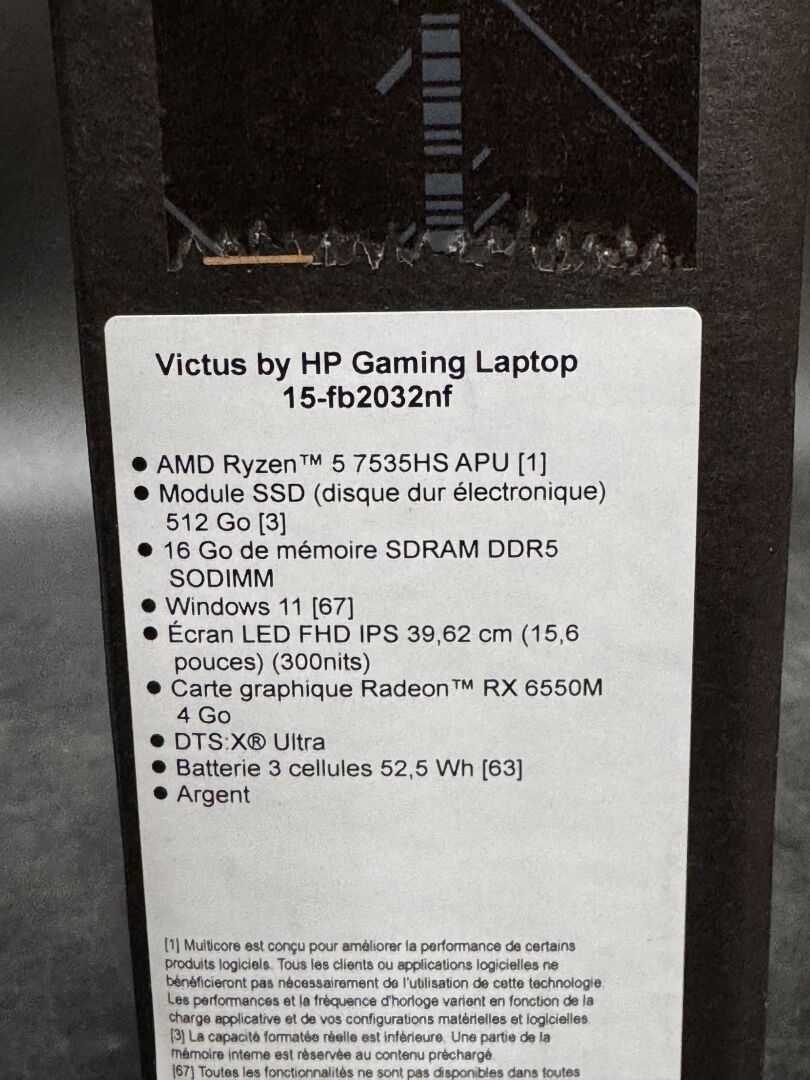 Victus by HP Gaming Laptop
15-fb2032nf
● AMD Ryzen™ 5 7535HS APU [1]
● Module SSD (disque dur électronique)
512 Go [3]
● 16 Go de mémoire SDRAM DDR5
SODIMM
● Windows 11 [67]
● Écran LED FHD IPS 39,62 cm (15,6
pouces) (300nits)
● Carte graphique Radeon™ RX 6550M
4 Go
● DTS:X® Ultra
● Batterie 3 cellules 52,5 Wh [63]
● Argent
[1] Multicore est conçu pour améliorer la performance de certains
produits logiciels. Tous les clients ou applications logicielles ne
bénéficieront pas nécessairement de l'utilisation de cette technologie.
Les performances et la fréquence d'horloge varient en fonction de la
charge applicative et de vos configurations matérielles et logicielles.
[3] La capacité formatée réelle est inférieure. Une partie de la
mémoire interne est réservée au contenu préchargé.
[67] Toutes les fonctionnalités ne sont pas disponibles dans toutes